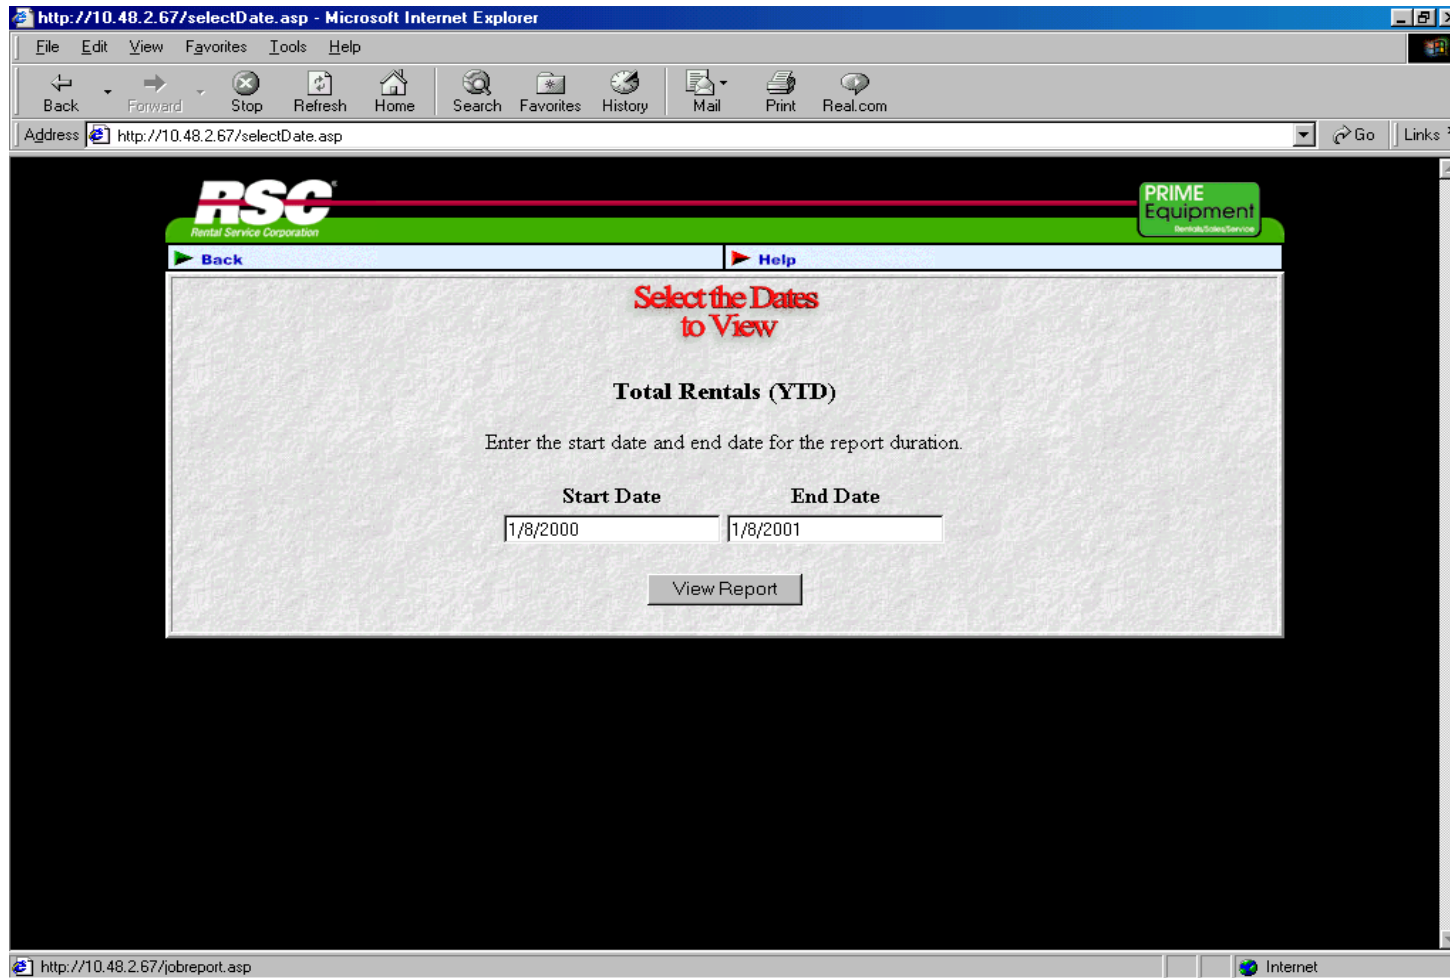 http://10.48.2.67/selectDate.asp - Microsoft Internet Explorer
File Edit View Favorites Tools Help
Back Forward Stop Refresh Home Search Favorites History Mail Print Real.com
Address http://10.48.2.67/selectDate.asp Go Links
RSC®
Rental Service Corporation
PRIME
Equipment
Rentals/Sales/Service
Back Help
Select the Dates
to View
Total Rentals (YTD)
Enter the start date and end date for the report duration.
Start Date End Date
1/8/2000 1/8/2001
View Report
http://10.48.2.67/jobreport.asp Internet